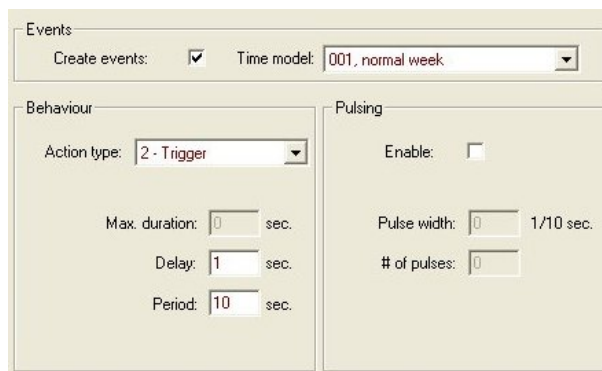 Events
Create events: Time model: 001, normal week
Behaviour
Action type: 2 - Trigger
Max. duration: 0 sec.
Delay: 1 sec.
Period: 10 sec.
Pulsing
Enable:
Pulse width: 0 1/10 sec.
# of pulses: 0